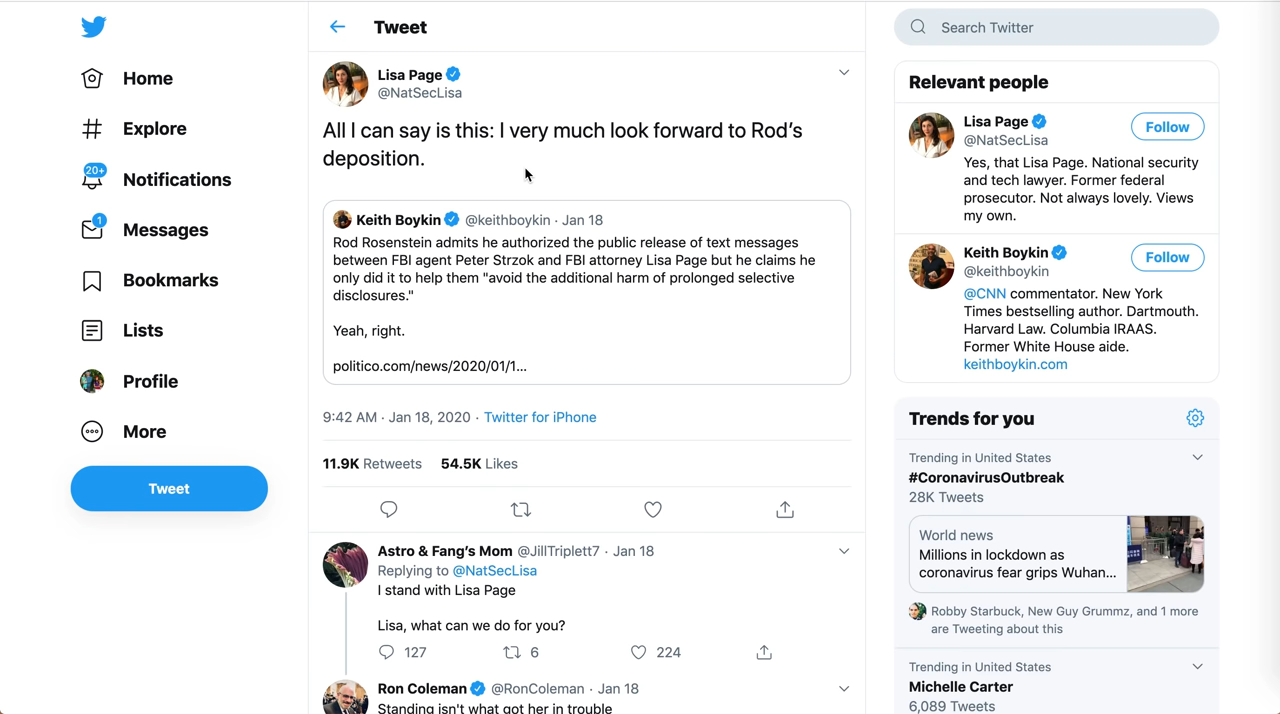 Home
Explore
20+
Notifications
1
Messages
Bookmarks
Lists
Profile
More
Tweet
Tweet
Lisa Page
@NatSecLisa
All I can say is this: I very much look forward to Rod's
deposition.
Keith Boykin @keithboykin · Jan 18
Rod Rosenstein admits he authorized the public release of text messages
between FBI agent Peter Strzok and FBI attorney Lisa Page but he claims he
only did it to help them "avoid the additional harm of prolonged selective
disclosures."
Yeah, right.
politico.com/news/2020/01/1...
9:42 AM · Jan 18, 2020 · Twitter for iPhone
11.9K Retweets 54.5K Likes
Astro & Fang's Mom @JillTriplett7 · Jan 18
Replying to @NatSecLisa
I stand with Lisa Page
Lisa, what can we do for you?
127 6 224
Ron Coleman @RonColeman · Jan 18
Standing isn't what got her in trouble
Search Twitter
Relevant people
Lisa Page
Follow
@NatSecLisa
Yes, that Lisa Page. National security
and tech lawyer. Former federal
prosecutor. Not always lovely. Views
my own.
Keith Boykin
Follow
@keithboykin
@CNN commentator. New York
Times bestselling author. Dartmouth.
Harvard Law. Columbia IRAAS.
Former White House aide.
keithboykin.com
Trends for you
Trending in United States
#CoronavirusOutbreak
28K Tweets
World news
Millions in lockdown as
coronavirus fear grips Wuhan...
Robby Starbuck, New Guy Grummz, and 1 more
are Tweeting about this
Trending in United States
Michelle Carter
6,089 Tweets